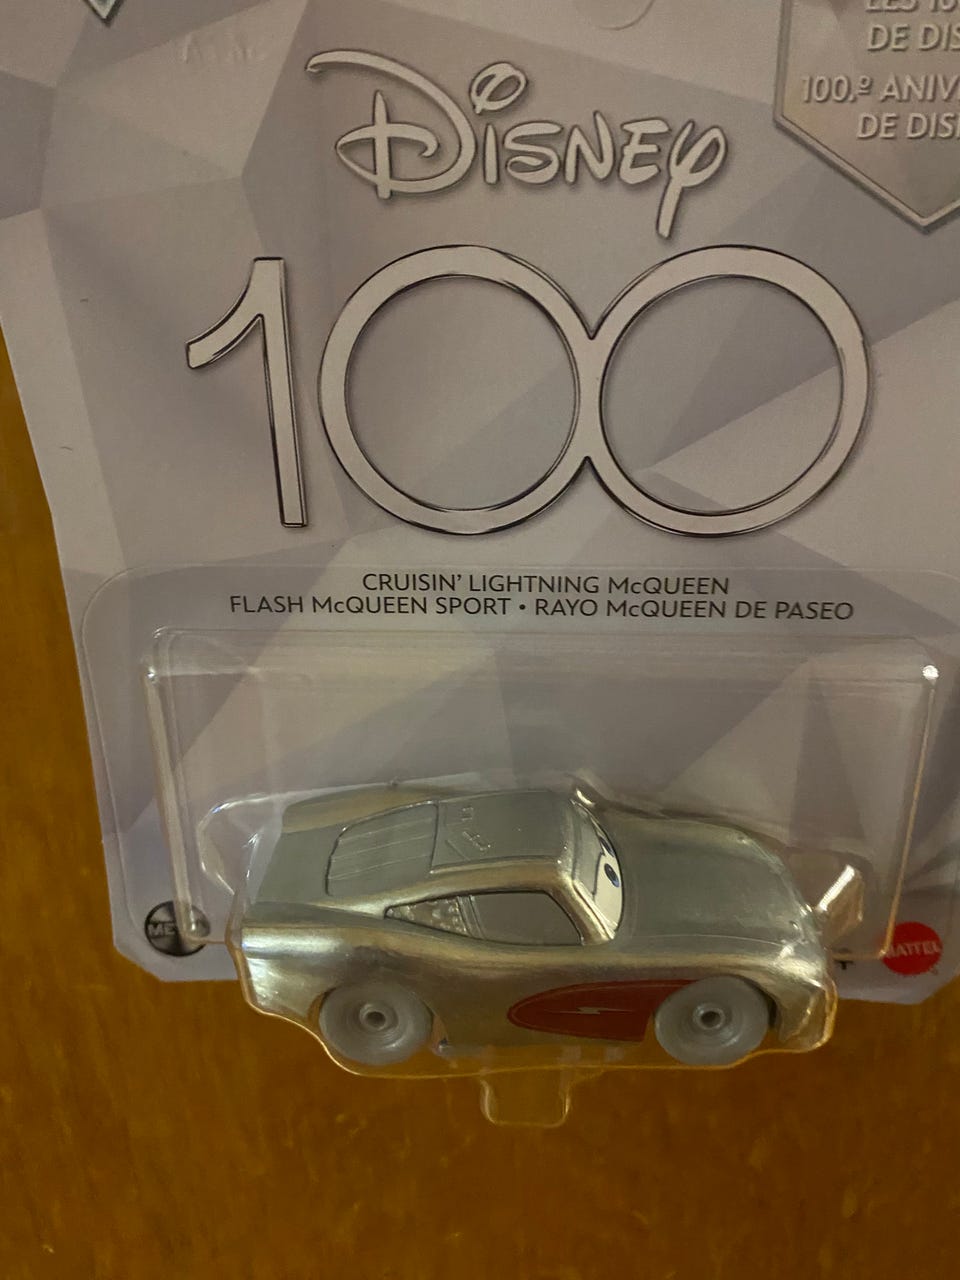 DE DIS
100.º ANIV
DE DIS
DISNEY
100
CRUISIN' LIGHTNING McQUEEN
FLASH McQUEEN SPORT • RAYO McQUEEN DE PASEO
ME
MATTEL